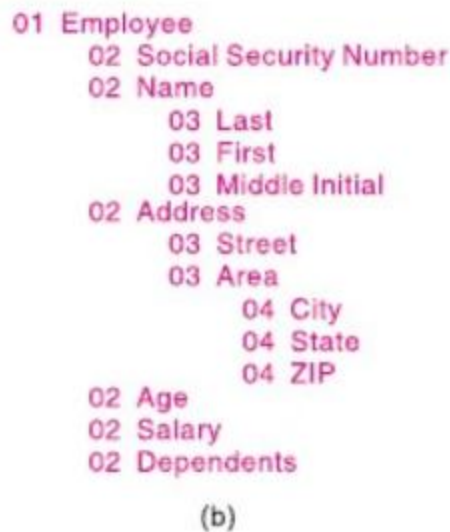 01 Employee
02 Social Security Number
02 Name
03 Last
03 First
03 Middle Initial
02 Address
03 Street
03 Area
04 City
04 State
04 ZIP
02 Age
02 Salary
02 Dependents
(b)